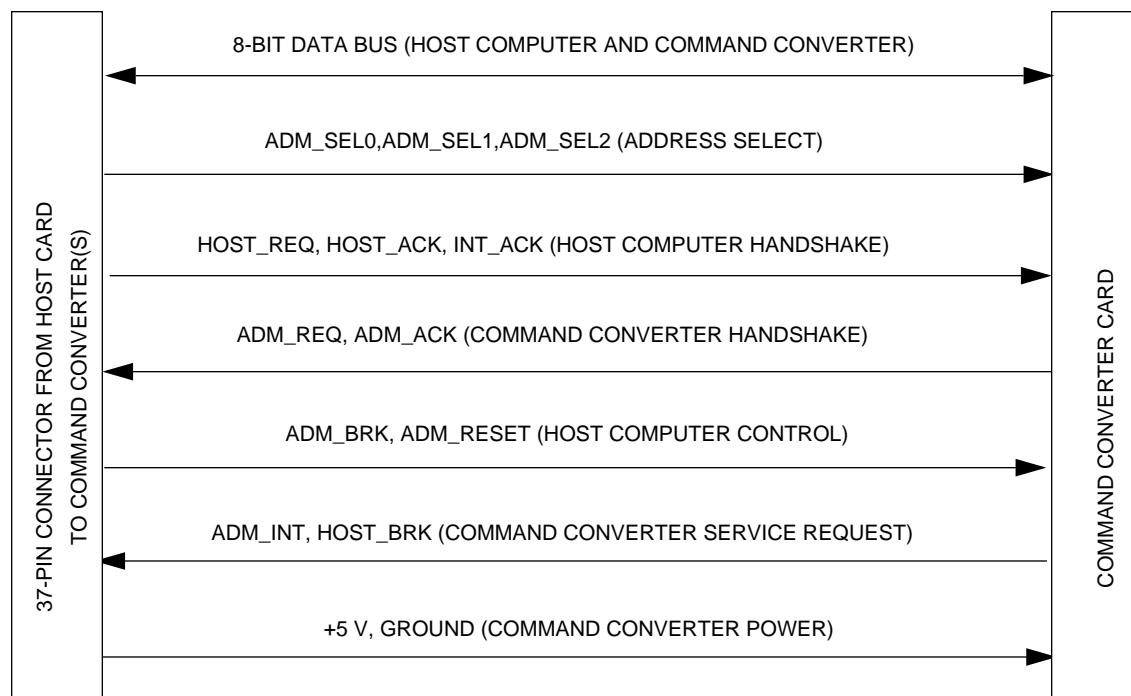 37-PIN CONNECTOR FROM HOST CARD
TO COMMAND CONVERTER(S)
8-BIT DATA BUS (HOST COMPUTER AND COMMAND CONVERTER)
ADM_SEL0,ADM_SEL1,ADM_SEL2 (ADDRESS SELECT)
HOST_REQ, HOST_ACK, INT_ACK (HOST COMPUTER HANDSHAKE)
ADM_REQ, ADM_ACK (COMMAND CONVERTER HANDSHAKE)
ADM_BRK, ADM_RESET (HOST COMPUTER CONTROL)
ADM_INT, HOST_BRK (COMMAND CONVERTER SERVICE REQUEST)
+5 V, GROUND (COMMAND CONVERTER POWER)
COMMAND CONVERTER CARD